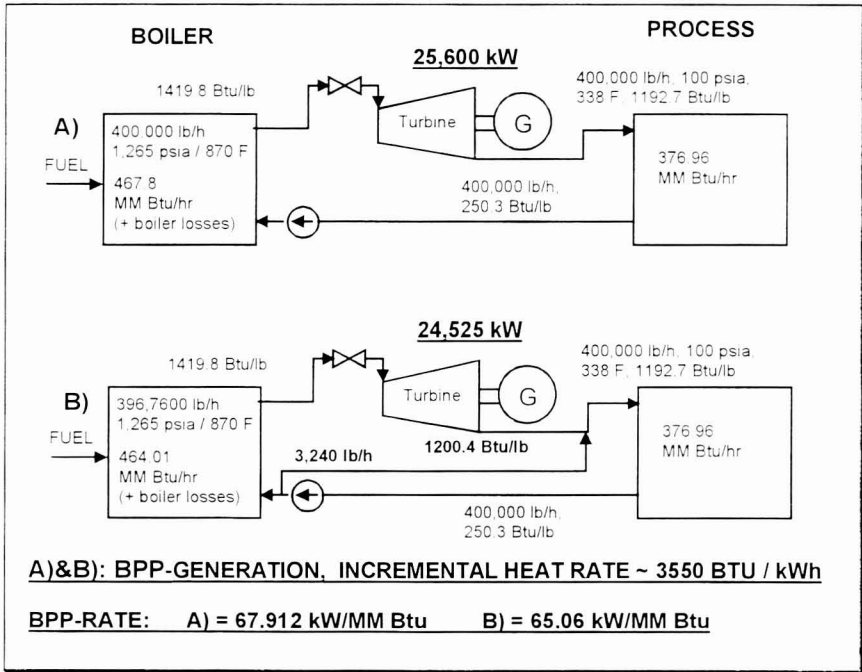 BOILER
PROCESS
25,600 kW
1419.8 Btu/lb
400,000 lb/h, 100 psia,
338 F, 1192.7 Btu/lb
A)
FUEL
400,000 lb/h
1,265 psia / 870 F
467.8
MM Btu/hr
(+ boiler losses)
Turbine
G
376.96
MM Btu/hr
400,000 lb/h,
250.3 Btu/lb
24,525 kW
1419.8 Btu/lb
400,000 lb/h, 100 psia,
338 F, 1192.7 Btu/lb
B)
FUEL
396,7600 lb/h
1,265 psia / 870 F
464.01
MM Btu/hr
(+ boiler losses)
Turbine
G
376.96
MM Btu/hr
3,240 lb/h
1200.4 Btu/lb
400,000 lb/h,
250.3 Btu/lb
A)&B): BPP-GENERATION, INCREMENTAL HEAT RATE ~ 3550 BTU / kWh
BPP-RATE: A) = 67.912 kW/MM Btu B) = 65.06 kW/MM Btu